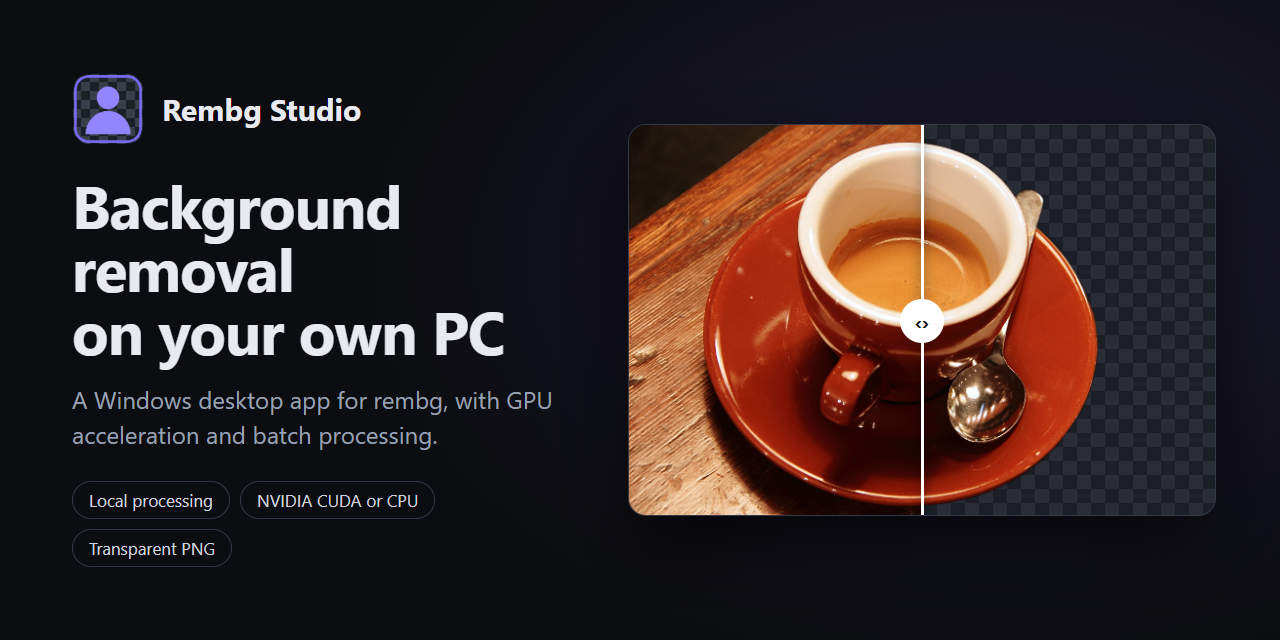 Rembg Studio
Background
removal
on your own PC
A Windows desktop app for rembg, with GPU
acceleration and batch processing.
Local processing
NVIDIA CUDA or CPU
Transparent PNG